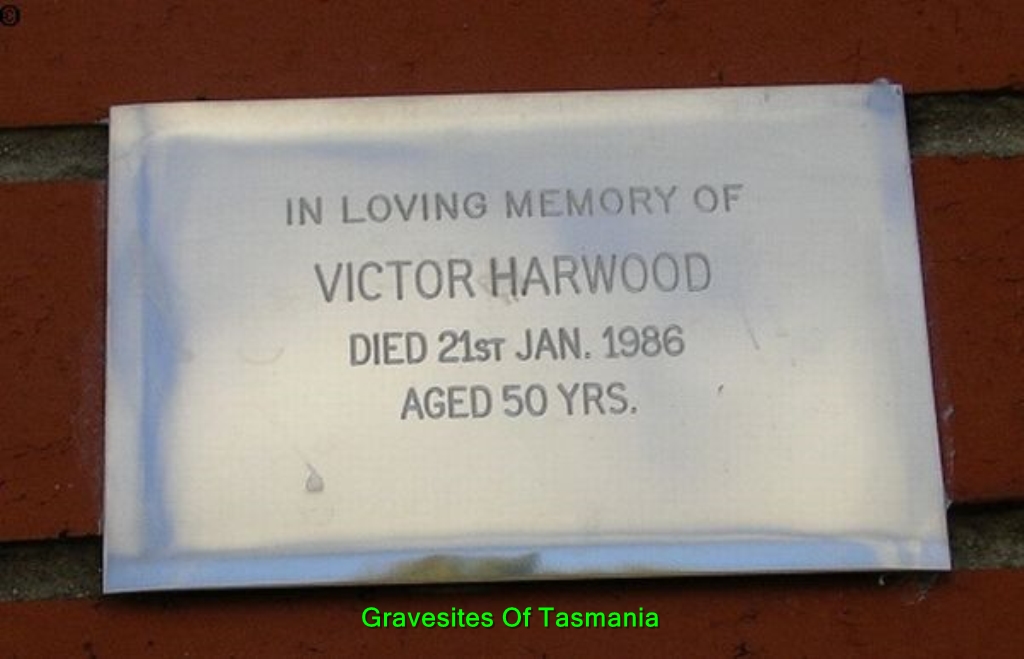 ©
IN LOVING MEMORY OF
VICTOR HARWOOD
DIED 21ST JAN. 1986
AGED 50 YRS.
Gravesites Of Tasmania